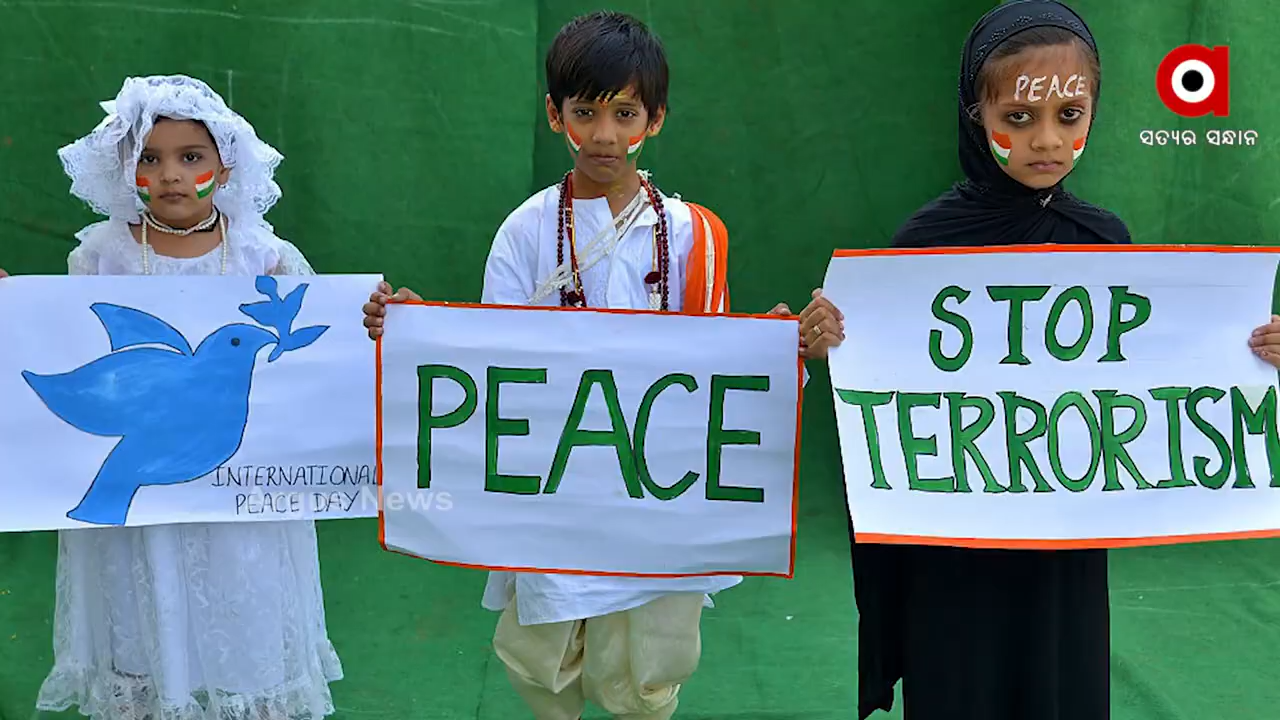 PEACE
ସତ୍ୟର ସନ୍ଧାନ
INTERNATIONAL
PEACE DAY
News
PEACE
STOP
TERRORISM